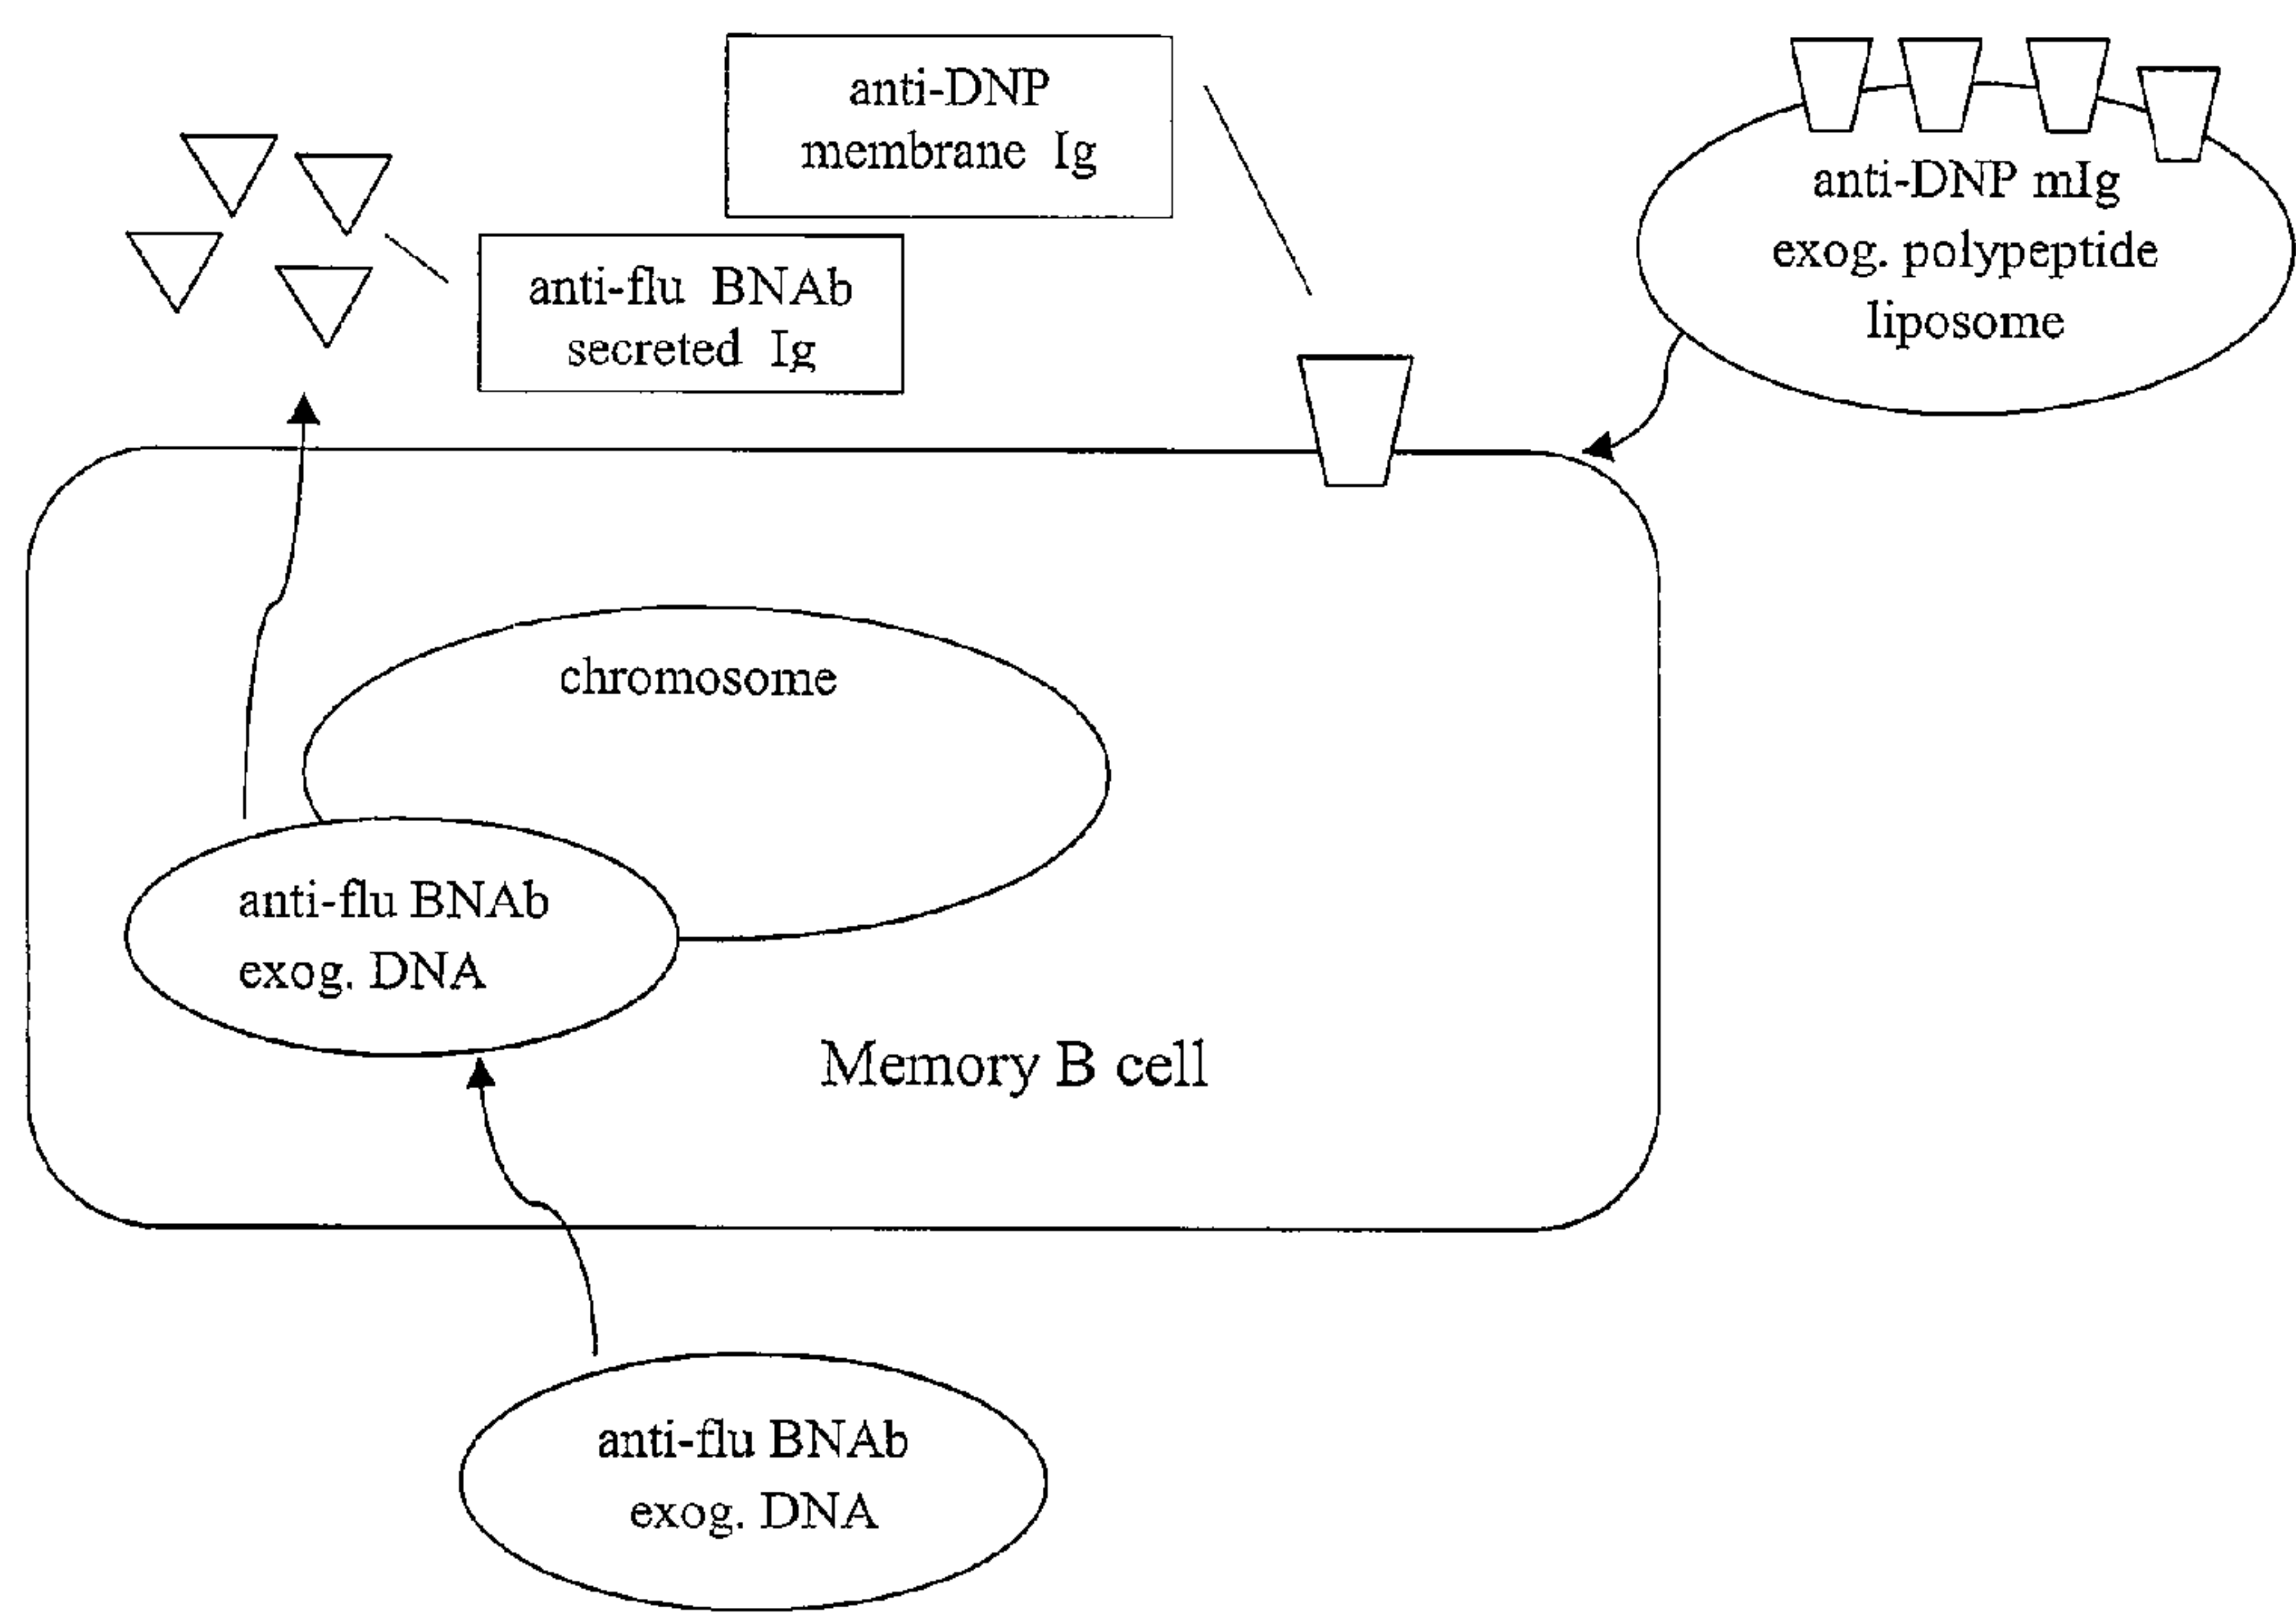 anti-DNP
membrane Ig
anti-DNP mIg
exog. polypeptide
liposome
anti-flu BNAb
secreted Ig
chromosome
anti-flu BNAb
exog. DNA
Memory B cell
anti-flu BNAb
exog. DNA